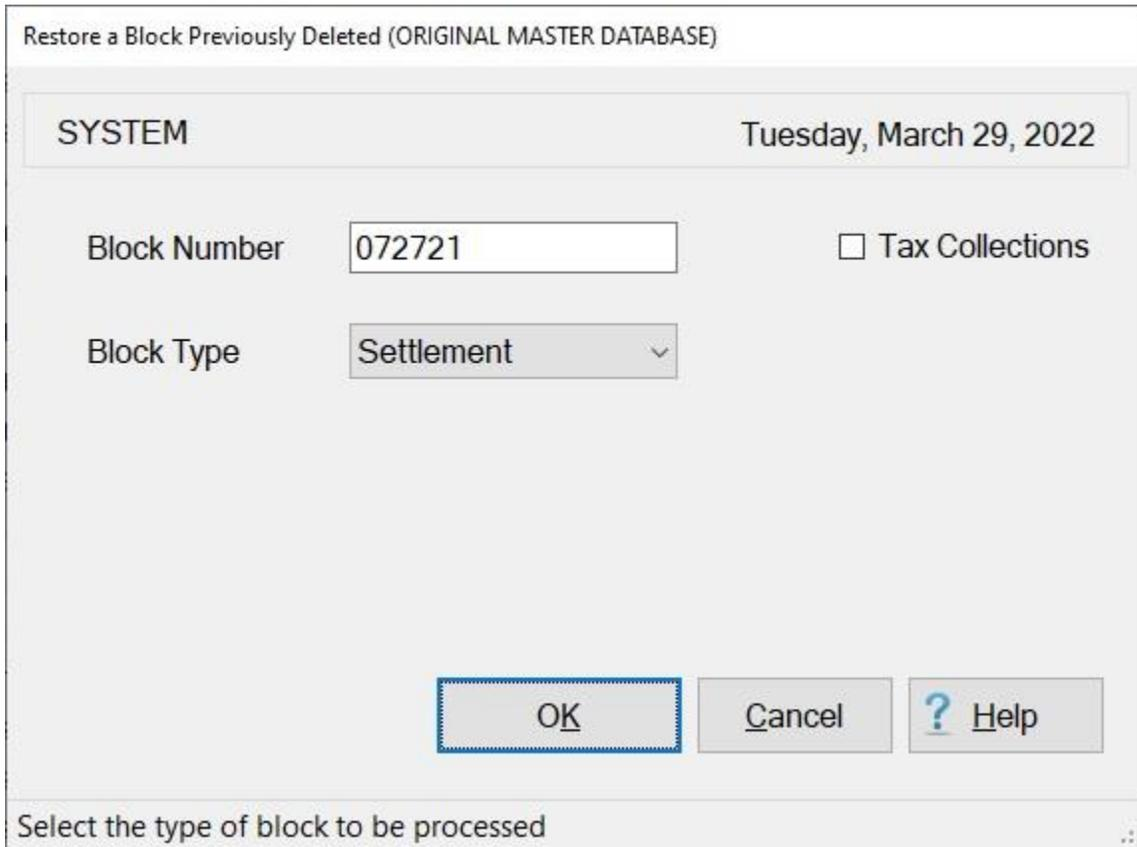 Restore a Block Previously Deleted (ORIGINAL MASTER DATABASE)
SYSTEM Tuesday, March 29, 2022
Block Number 072721 Tax Collections
Block Type Settlement
OK Cancel ? Help
Select the type of block to be processed